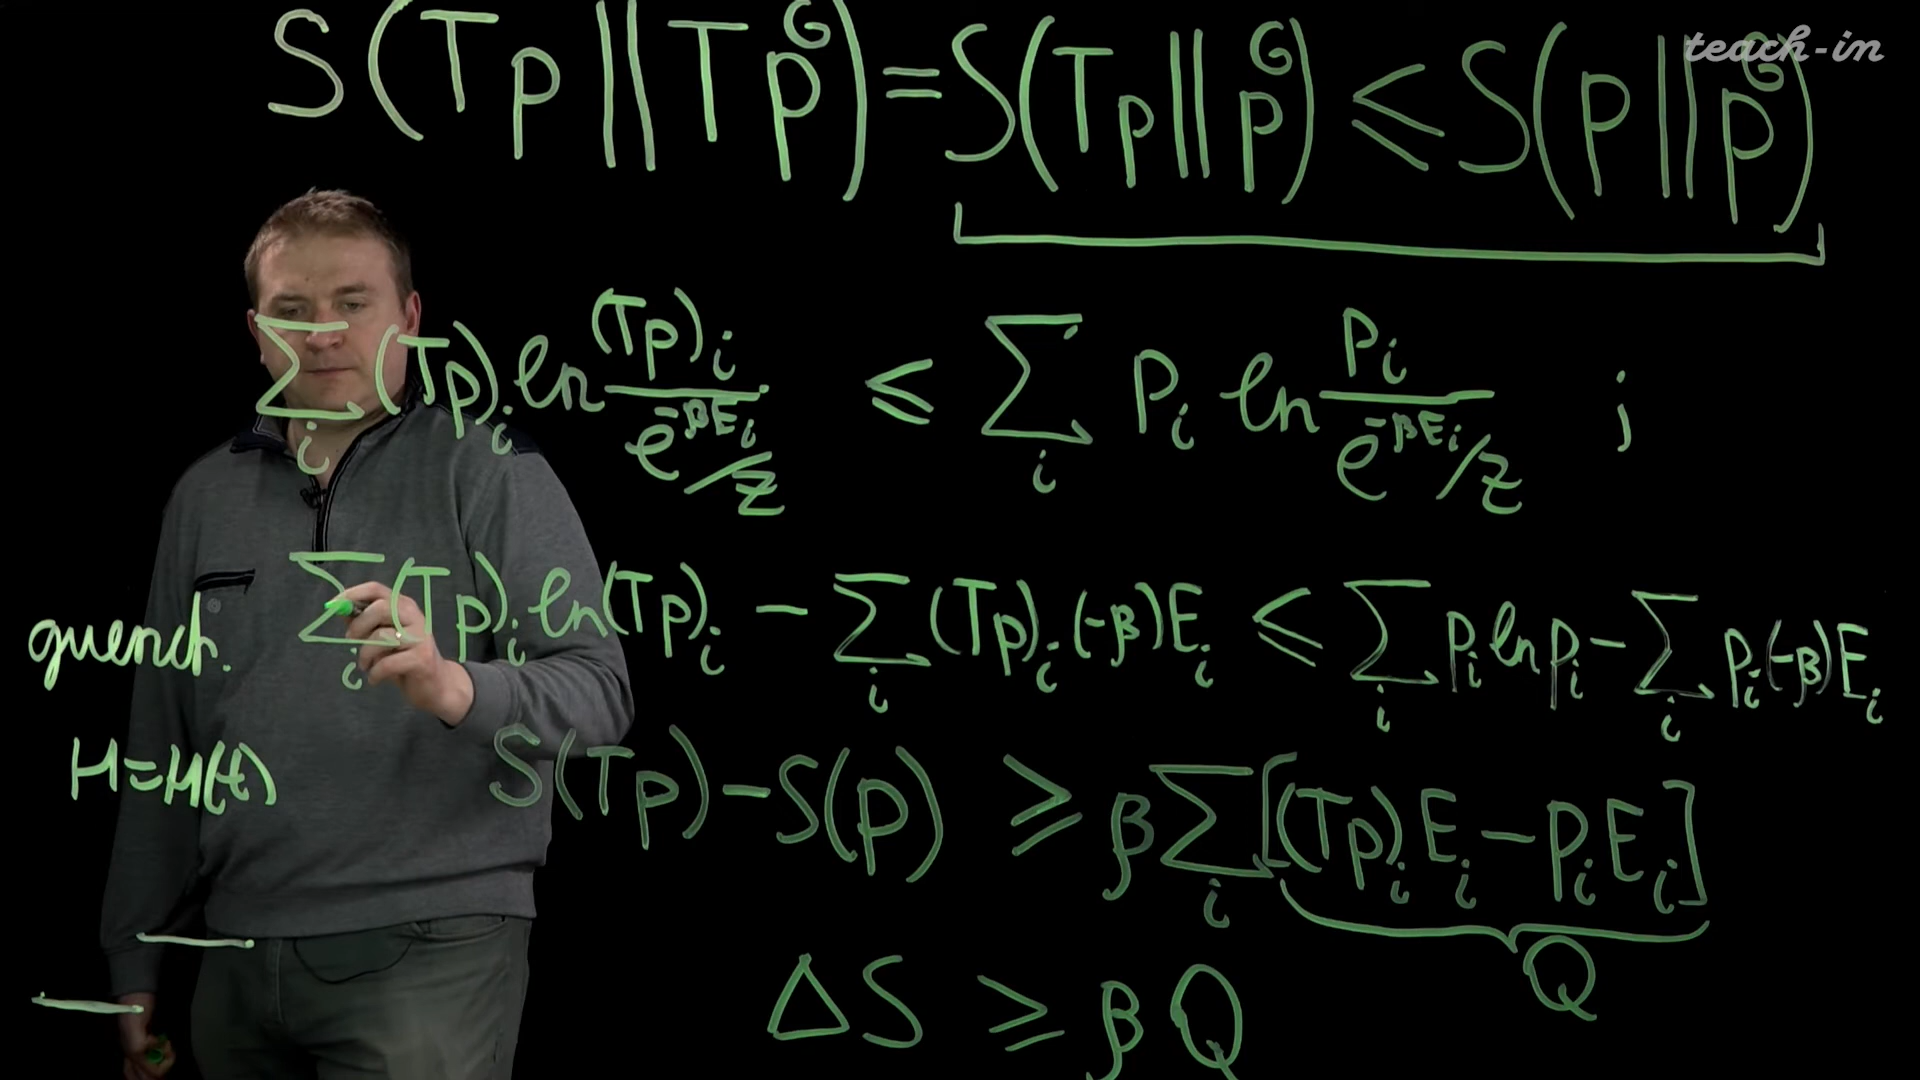 teach-in
S(Tp||Tp^G) = S(Tp||p^G) ≤ S(p||p^G)
∑_i (Tp)_i ln (Tp)_i / (e^{-βE_i}/Z) ≤ ∑_i p_i ln p_i / (e^{-βE_i}/Z) ;
∑_i (Tp)_i ln(Tp)_i − ∑_i (Tp)_i (-β)E_i ≤ ∑_i p_i ln p_i − ∑_i p_i (-β)E_i
quench.
H=H(t)
S(Tp) − S(p) ≥ β∑_i [(Tp)_i E_i − p_i E_i]
Q
ΔS ≥ βQ